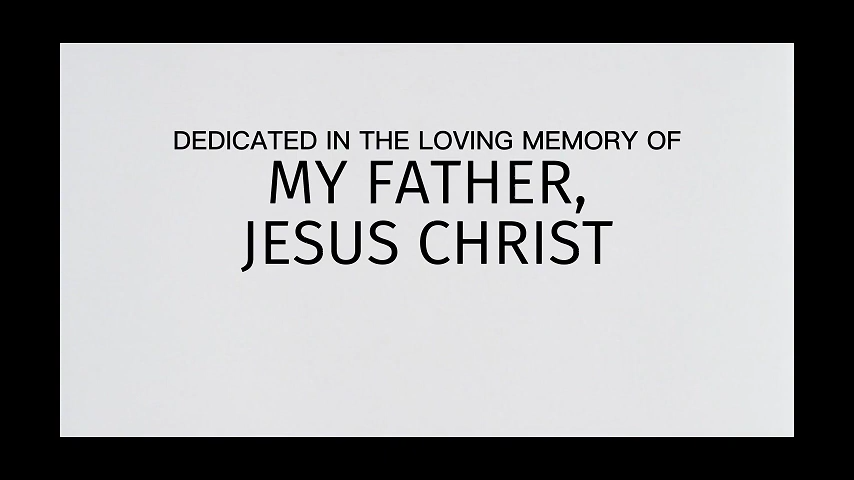 DEDICATED IN THE LOVING MEMORY OF
MY FATHER,
JESUS CHRIST